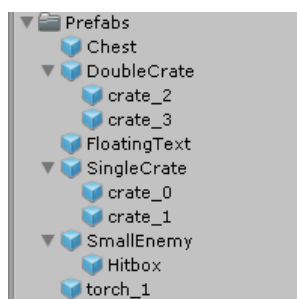 Prefabs
Chest
DoubleCrate
crate_2
crate_3
FloatingText
SingleCrate
crate_0
crate_1
SmallEnemy
Hitbox
torch_1